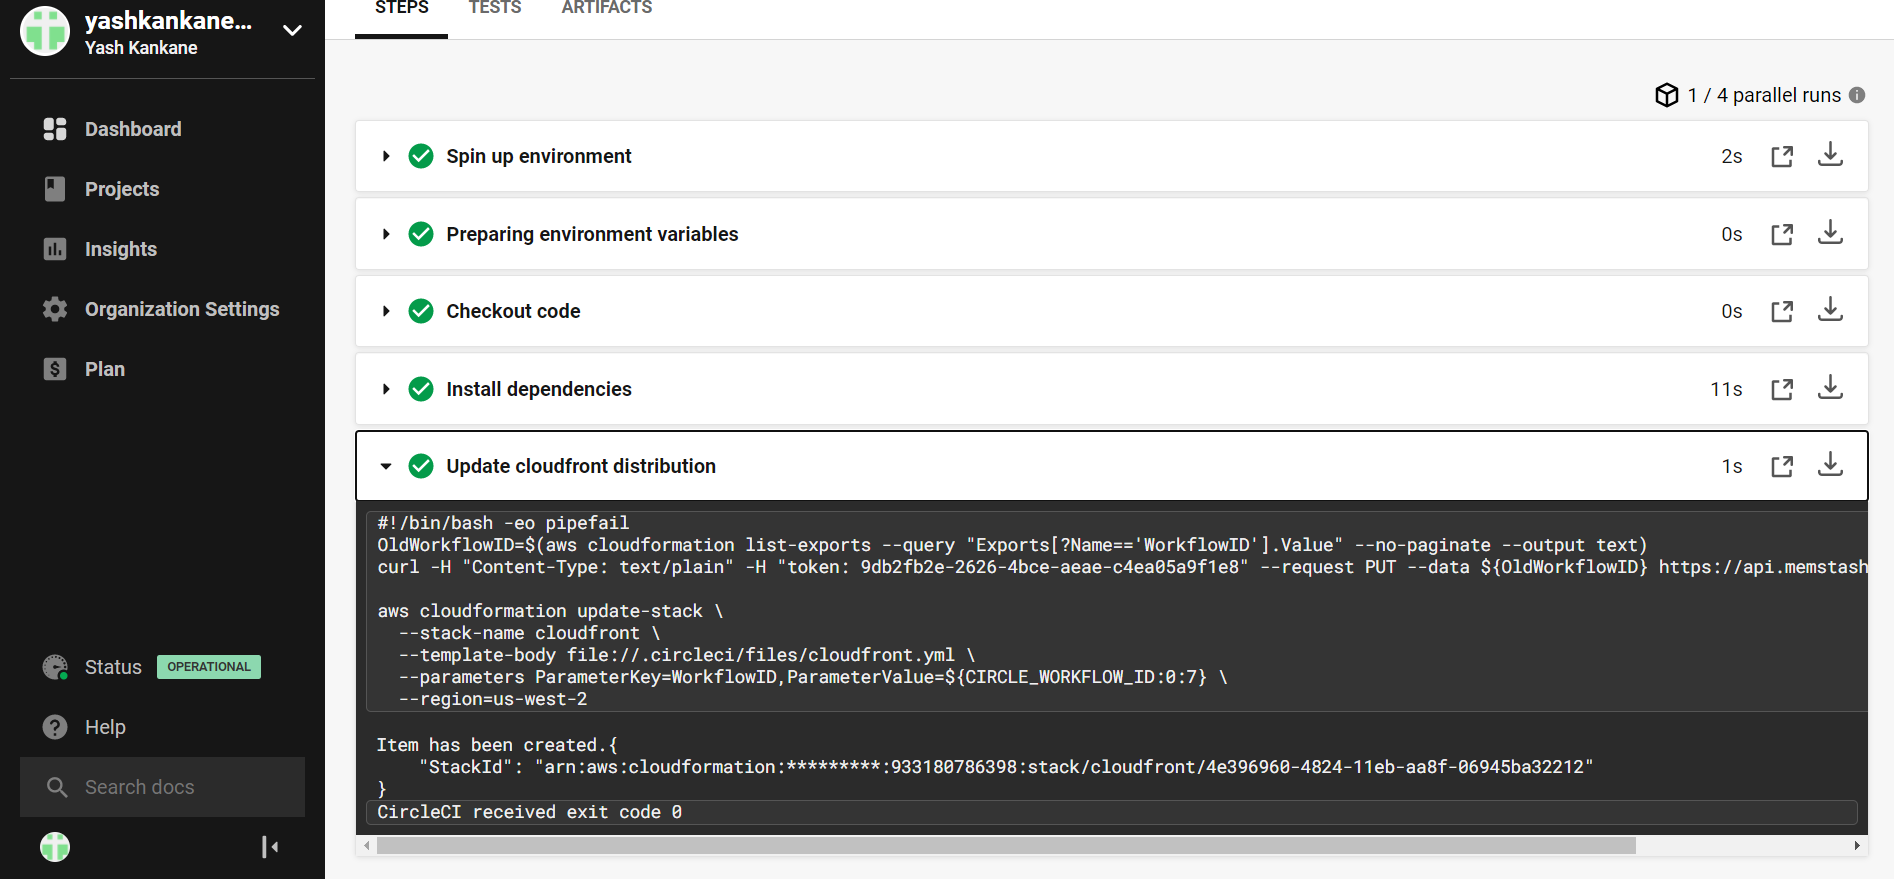 yashkankane...
Yash Kankane
Dashboard
Projects
Insights
Organization Settings
Plan
Status OPERATIONAL
Help
Search docs
STEPS TESTS ARTIFACTS
1 / 4 parallel runs
Spin up environment 2s
Preparing environment variables 0s
Checkout code 0s
Install dependencies 11s
Update cloudfront distribution 1s
#!/bin/bash -eo pipefail
OldWorkflowID=$(aws cloudformation list-exports --query "Exports[?Name=='WorkflowID'].Value" --no-paginate --output text)
curl -H "Content-Type: text/plain" -H "token: 9db2fb2e-2626-4bce-aeae-c4ea05a9f1e8" --request PUT --data ${OldWorkflowID} https://api.memstash
aws cloudformation update-stack \
--stack-name cloudfront \
--template-body file://.circleci/files/cloudfront.yml \
--parameters ParameterKey=WorkflowID,ParameterValue=${CIRCLE_WORKFLOW_ID:0:7} \
--region=us-west-2
Item has been created.{
"StackId": "arn:aws:cloudformation:*********:933180786398:stack/cloudfront/4e396960-4824-11eb-aa8f-06945ba32212"
}
CircleCI received exit code 0